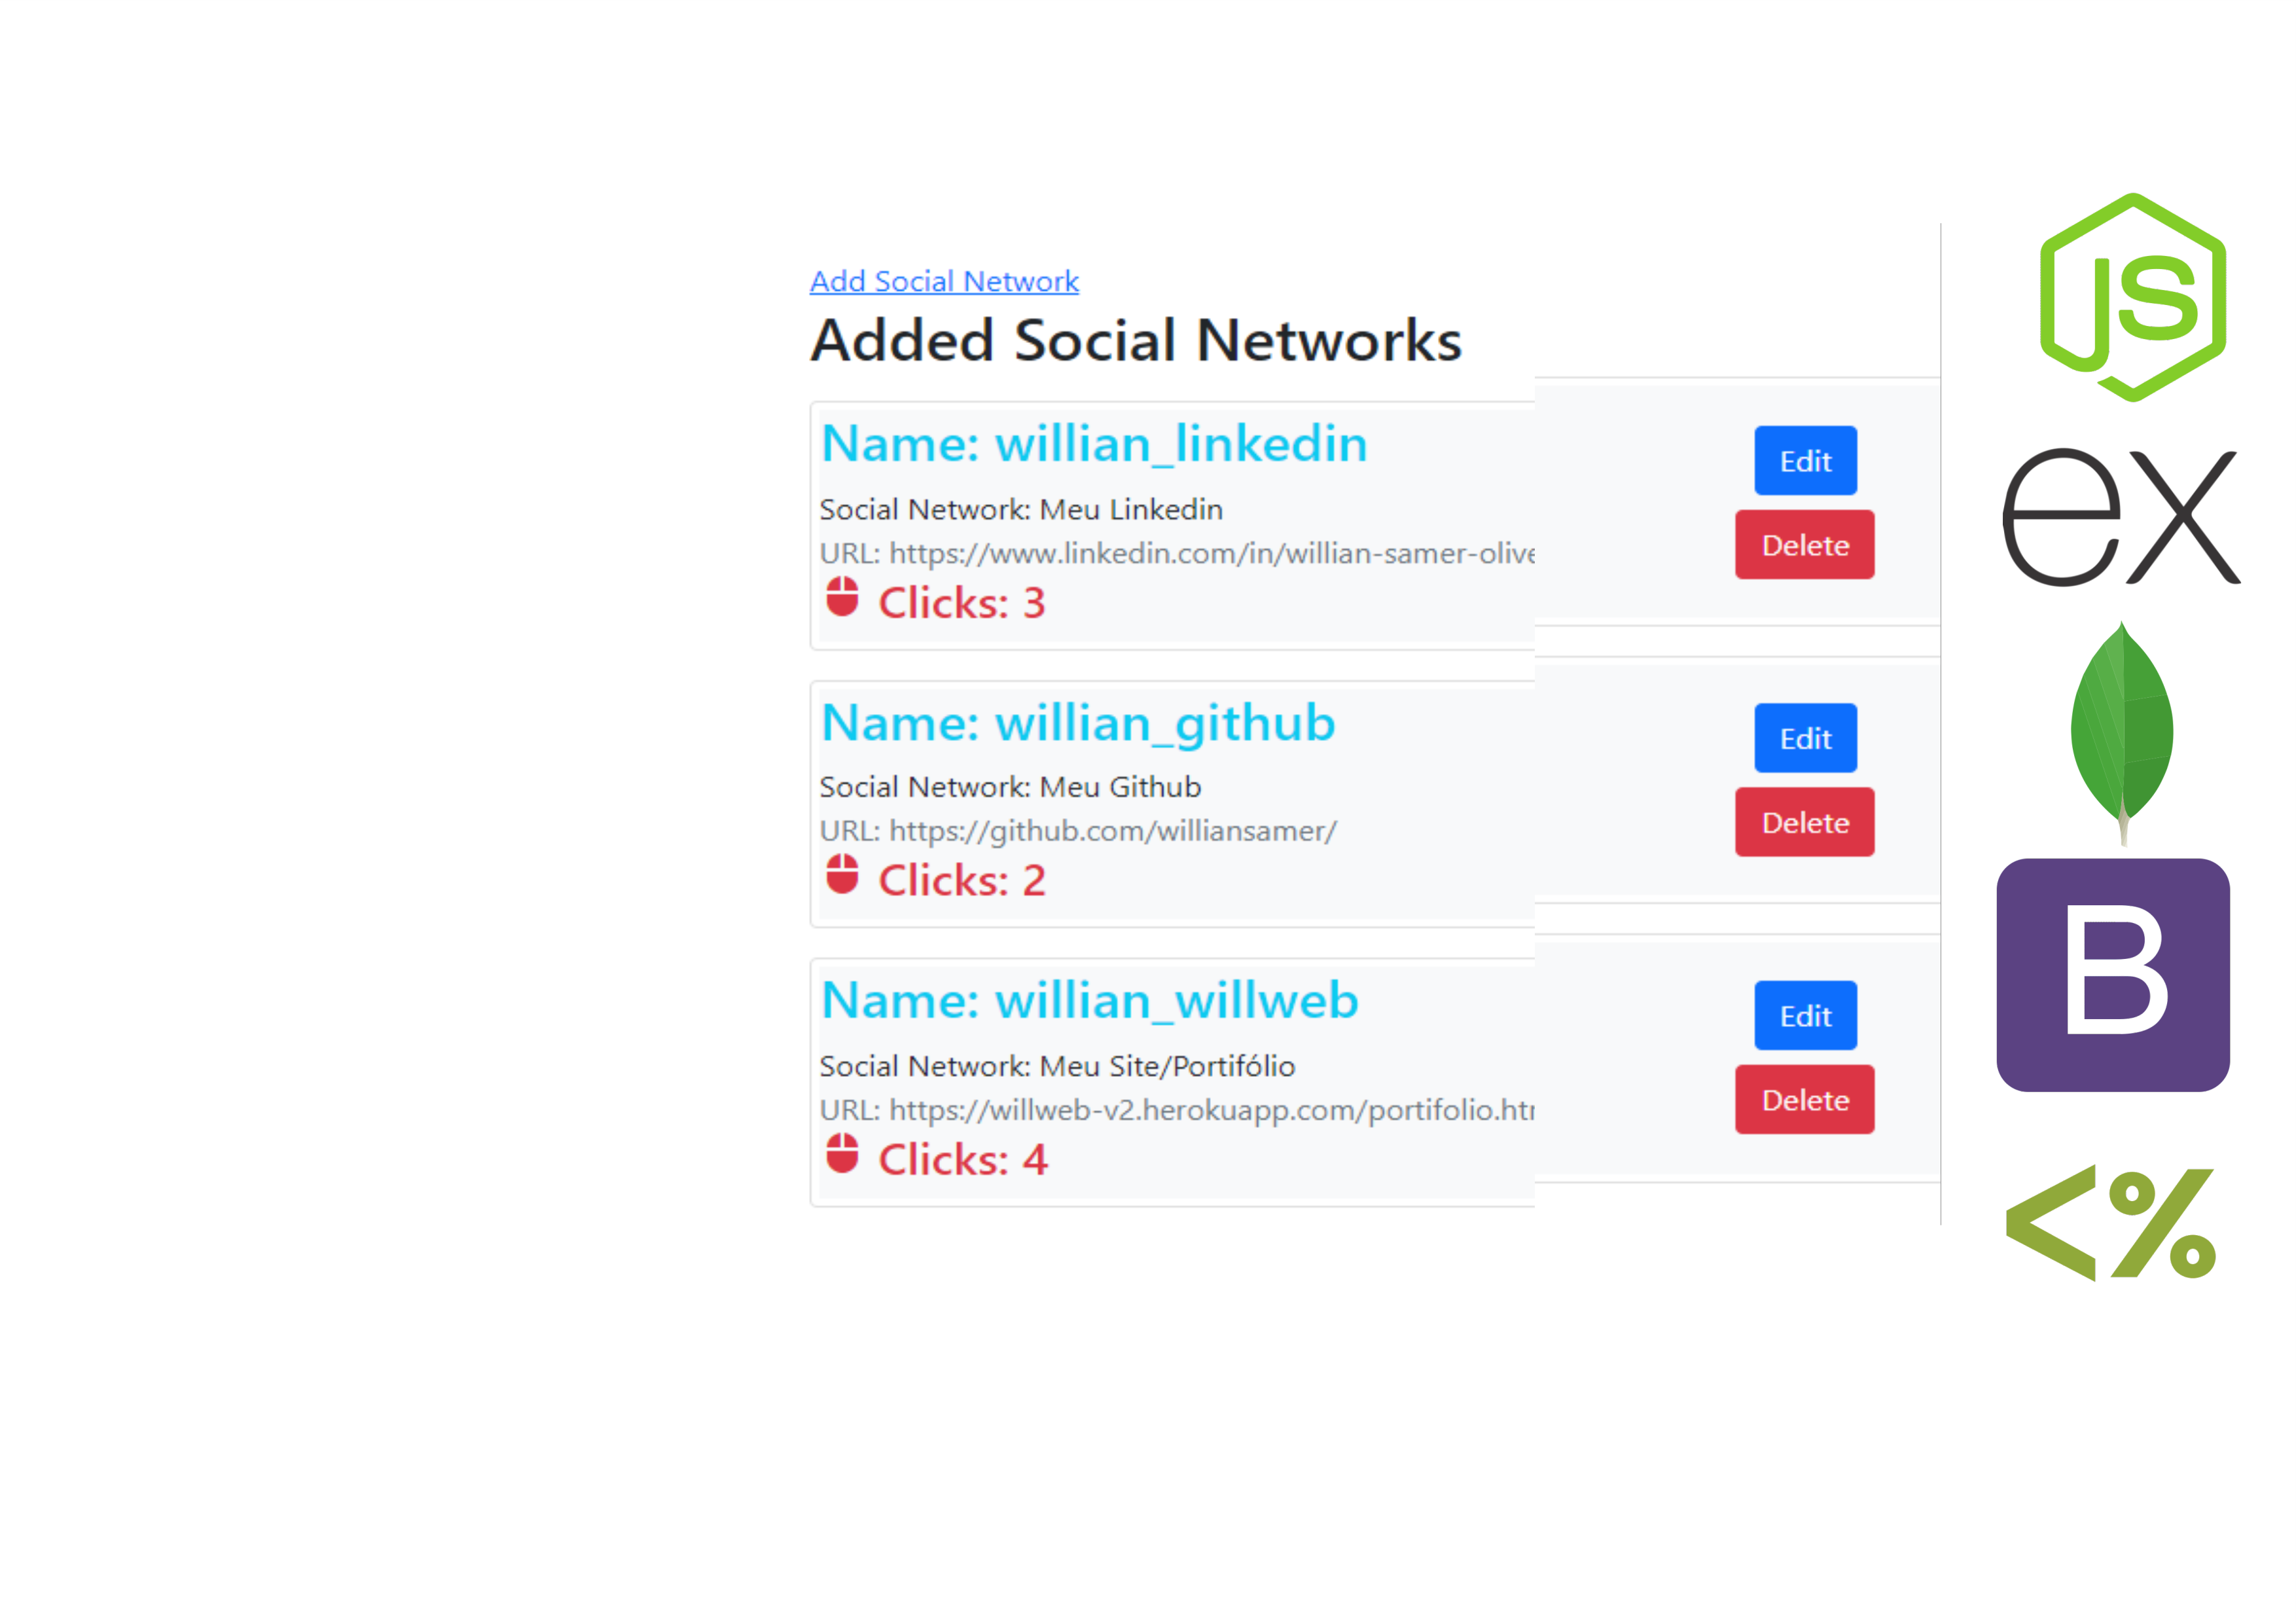 Add Social Network
Added Social Networks
Name: willian_linkedin
Social Network: Meu Linkedin
URL: https://www.linkedin.com/in/willian-samer-olive
Clicks: 3
Edit
Delete
Name: willian_github
Social Network: Meu Github
URL: https://github.com/williansamer/
Clicks: 2
Edit
Delete
Name: willian_willweb
Social Network: Meu Site/Portifólio
URL: https://willweb-v2.herokuapp.com/portifolio.htr
Clicks: 4
Edit
Delete
JS
ex
B
<%